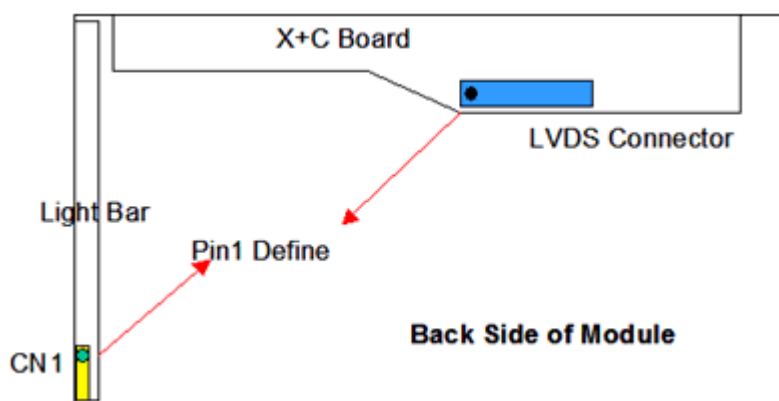 X+C Board
LVDS Connector
Light Bar
Pin1 Define
Back Side of Module
CN1